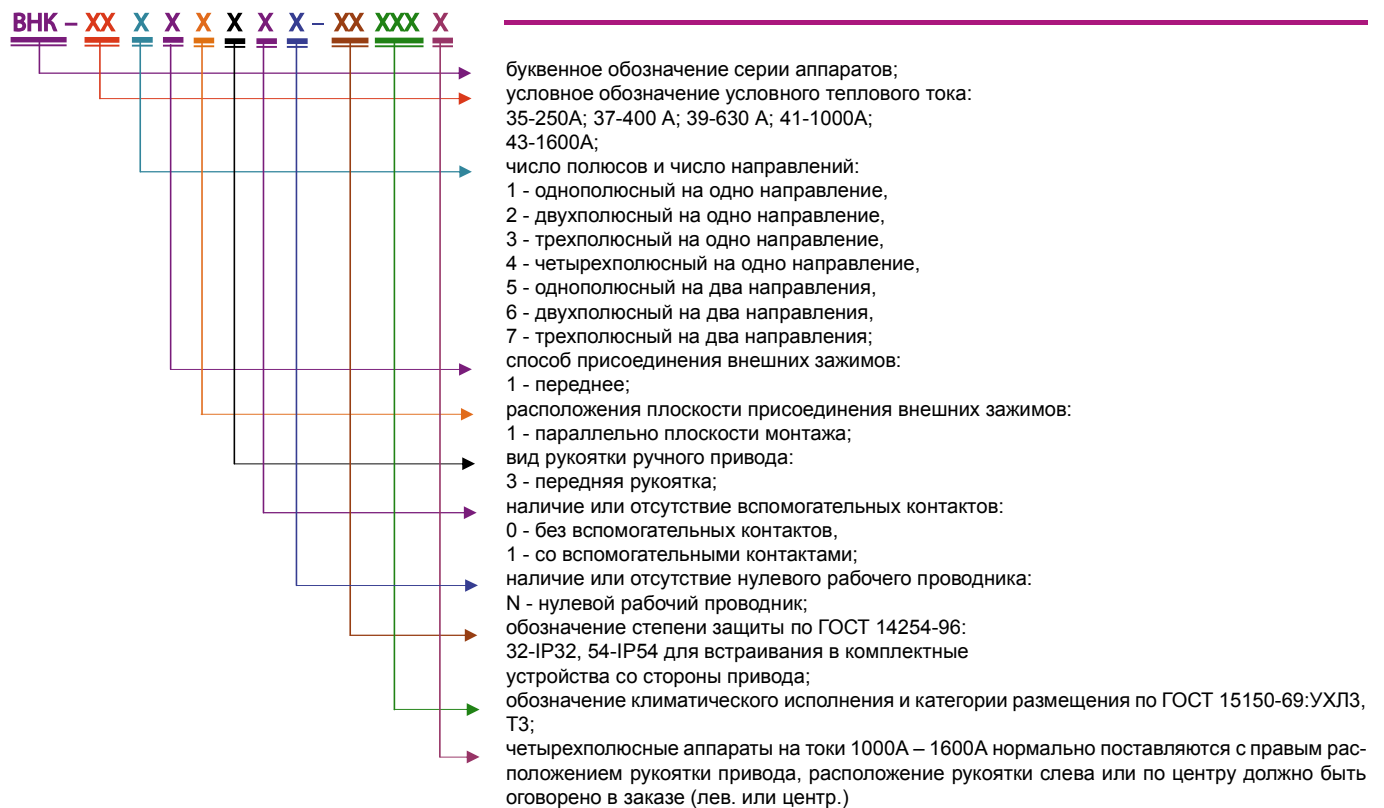 ВНК – XX X X X X X X – XX XXX X
буквенное обозначение серии аппаратов;
условное обозначение условного теплового тока:
35-250А; 37-400 А; 39-630 А; 41-1000А;
43-1600А;
число полюсов и число направлений:
1 - однополюсный на одно направление,
2 - двухполюсный на одно направление,
3 - трехполюсный на одно направление,
4 - четырехполюсный на одно направление,
5 - однополюсный на два направления,
6 - двухполюсный на два направления,
7 - трехполюсный на два направления;
способ присоединения внешних зажимов:
1 - переднее;
расположения плоскости присоединения внешних зажимов:
1 - параллельно плоскости монтажа;
вид рукоятки ручного привода:
3 - передняя рукоятка;
наличие или отсутствие вспомогательных контактов:
0 - без вспомогательных контактов,
1 - со вспомогательными контактами;
наличие или отсутствие нулевого рабочего проводника:
N - нулевой рабочий проводник;
обозначение степени защиты по ГОСТ 14254-96:
32-IP32, 54-IP54 для встраивания в комплектные
устройства со стороны привода;
обозначение климатического исполнения и категории размещения по ГОСТ 15150-69:УХЛ3,
Т3;
четырехполюсные аппараты на токи 1000А – 1600А нормально поставляются с правым рас-
положением рукоятки привода, расположение рукоятки слева или по центру должно быть
оговорено в заказе (лев. или центр.)